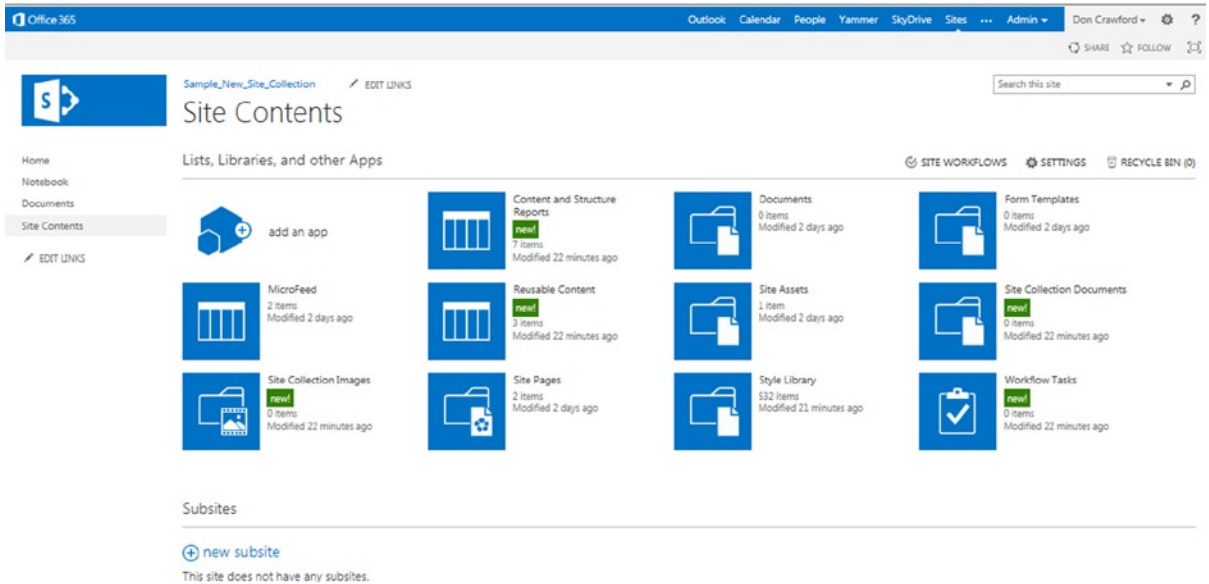 Office 365
Outlook Calendar People Yammer SkyDrive Sites ••• Admin Don Crawford ?
SHARE FOLLOW
S
Sample_New_Site_Collection EDIT LINKS
Search this site
Site Contents
Home
Notebook
Documents
Site Contents
EDIT LINKS
Lists, Libraries, and other Apps
SITE WORKFLOWS SETTINGS RECYCLE BIN (0)
add an app
Content and Structure
Reports
new!
7 items
Modified 22 minutes ago
Documents
0 items
Modified 2 days ago
Form Templates
0 items
Modified 2 days ago
MicroFeed
2 items
Modified 2 days ago
Reusable Content
new!
3 items
Modified 22 minutes ago
Site Assets
1 item
Modified 2 days ago
Site Collection Documents
new!
0 items
Modified 22 minutes ago
Site Collection Images
new!
0 items
Modified 22 minutes ago
Site Pages
2 items
Modified 2 days ago
Style Library
532 items
Modified 21 minutes ago
Workflow Tasks
new!
0 items
Modified 22 minutes ago
Subsites
new subsite
This site does not have any subsites.